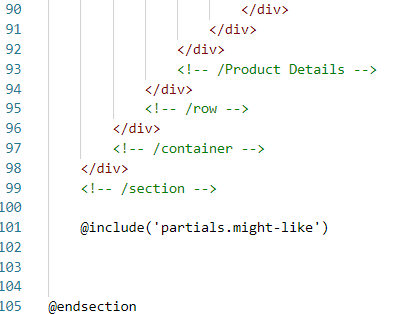 90                         </div>
91                     </div>
92                 </div>
93                 <!-- /Product Details -->
94             </div>
95             <!-- /row -->
96         </div>
97         <!-- /container -->
98     </div>
99     <!-- /section -->
100
101     @include('partials.might-like')
102
103
104
105 @endsection